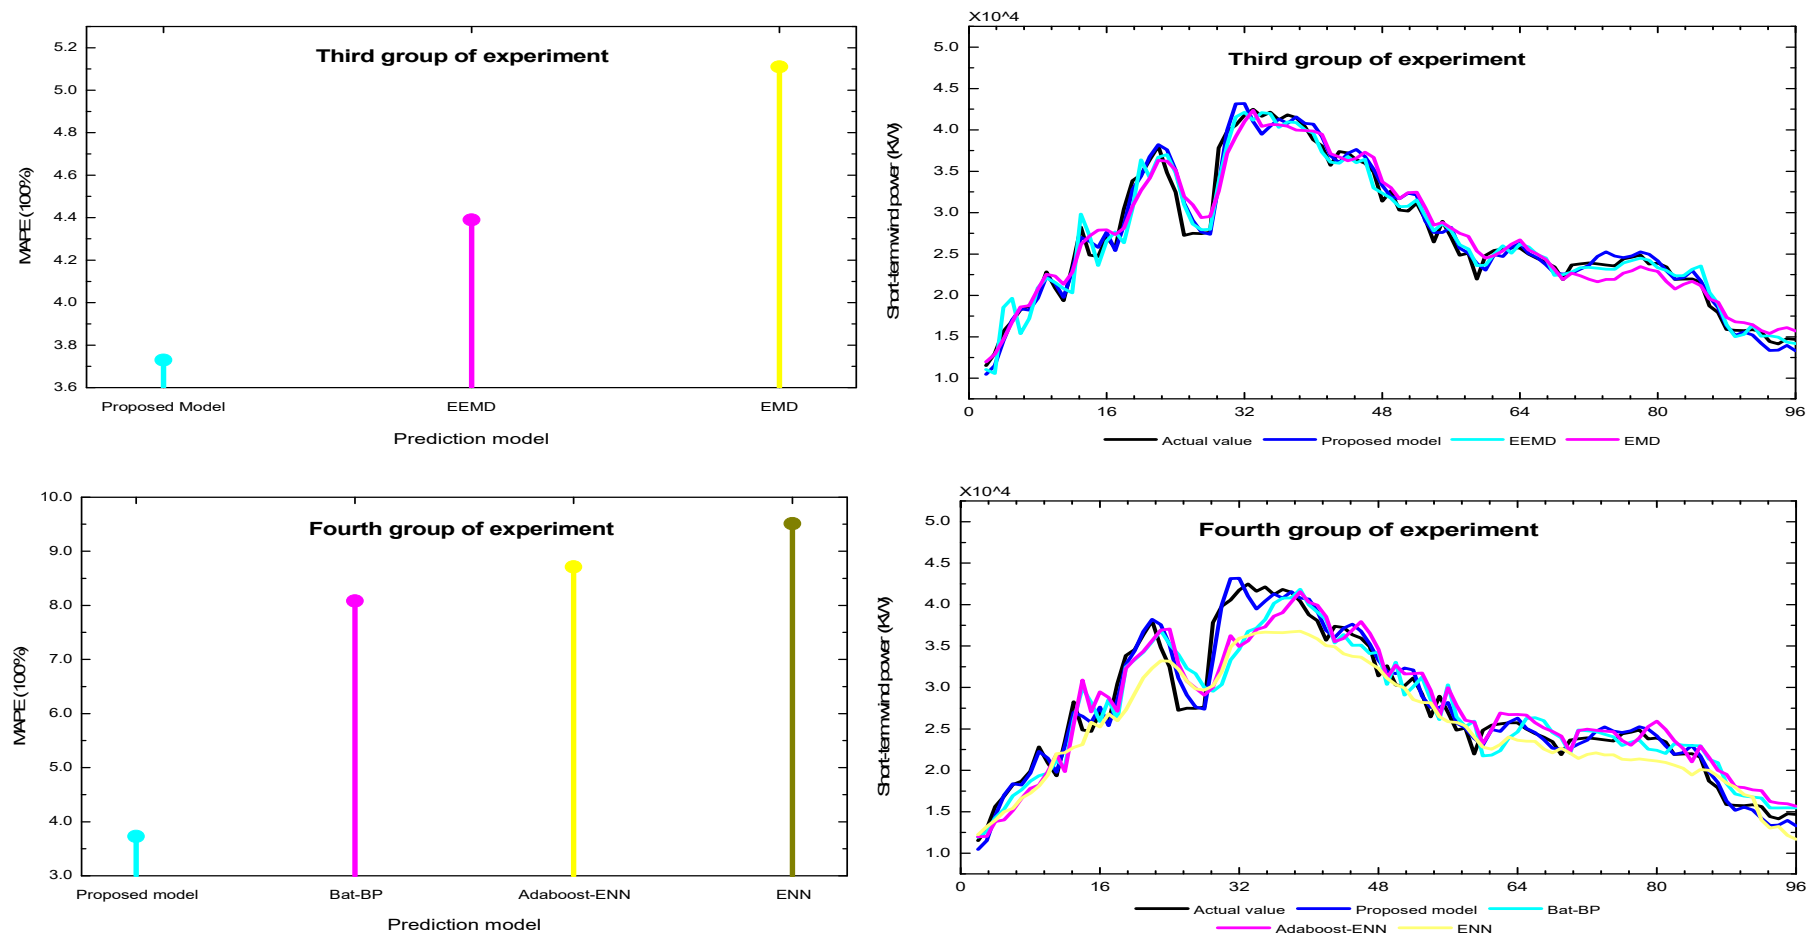 Third group of experiment
5.2
5.0
4.8
4.6
4.4
4.2
4.0
3.8
3.6
MAPE (100%)
Proposed Model EEMD EMD
Prediction model
X10^4
Third group of experiment
5.0
4.5
4.0
3.5
3.0
2.5
2.0
1.5
1.0
Short-term wind power (KW)
0 16 32 48 64 80 96
Actual value Proposed model EEMD EMD
Fourth group of experiment
10.0
9.0
8.0
7.0
6.0
5.0
4.0
3.0
MAPE (100%)
Proposed model Bat-BP Adaboost-ENN ENN
Prediction model
X10^4
Fourth group of experiment
5.0
4.5
4.0
3.5
3.0
2.5
2.0
1.5
1.0
Short-term wind power (KW)
0 16 32 48 64 80 96
Actual value Proposed model Bat-BP
Adaboost-ENN ENN